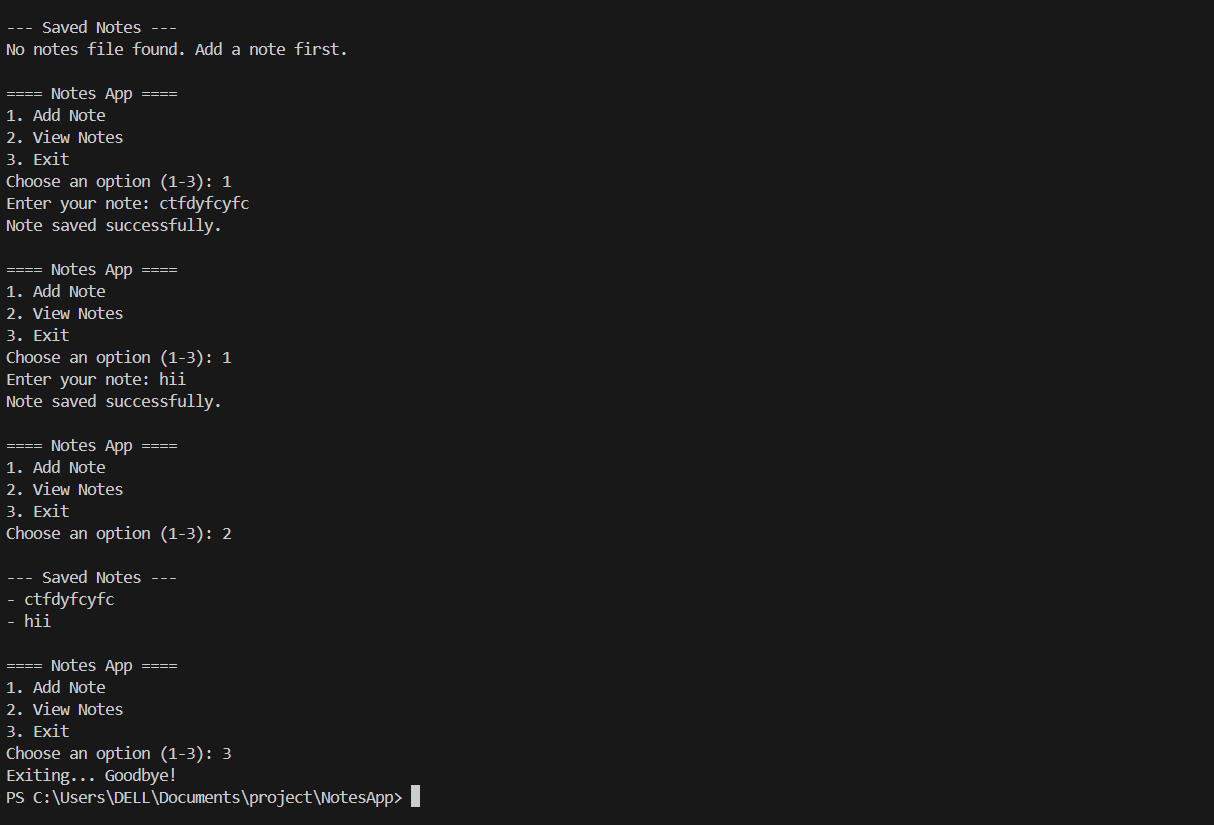 --- Saved Notes ---
No notes file found. Add a note first.
==== Notes App ====
1. Add Note
2. View Notes
3. Exit
Choose an option (1-3): 1
Enter your note: ctfdyfcyfc
Note saved successfully.
==== Notes App ====
1. Add Note
2. View Notes
3. Exit
Choose an option (1-3): 1
Enter your note: hii
Note saved successfully.
==== Notes App ====
1. Add Note
2. View Notes
3. Exit
Choose an option (1-3): 2
--- Saved Notes ---
- ctfdyfcyfc
- hii
==== Notes App ====
1. Add Note
2. View Notes
3. Exit
Choose an option (1-3): 3
Exiting... Goodbye!
PS C:\Users\DELL\Documents\project\NotesApp>